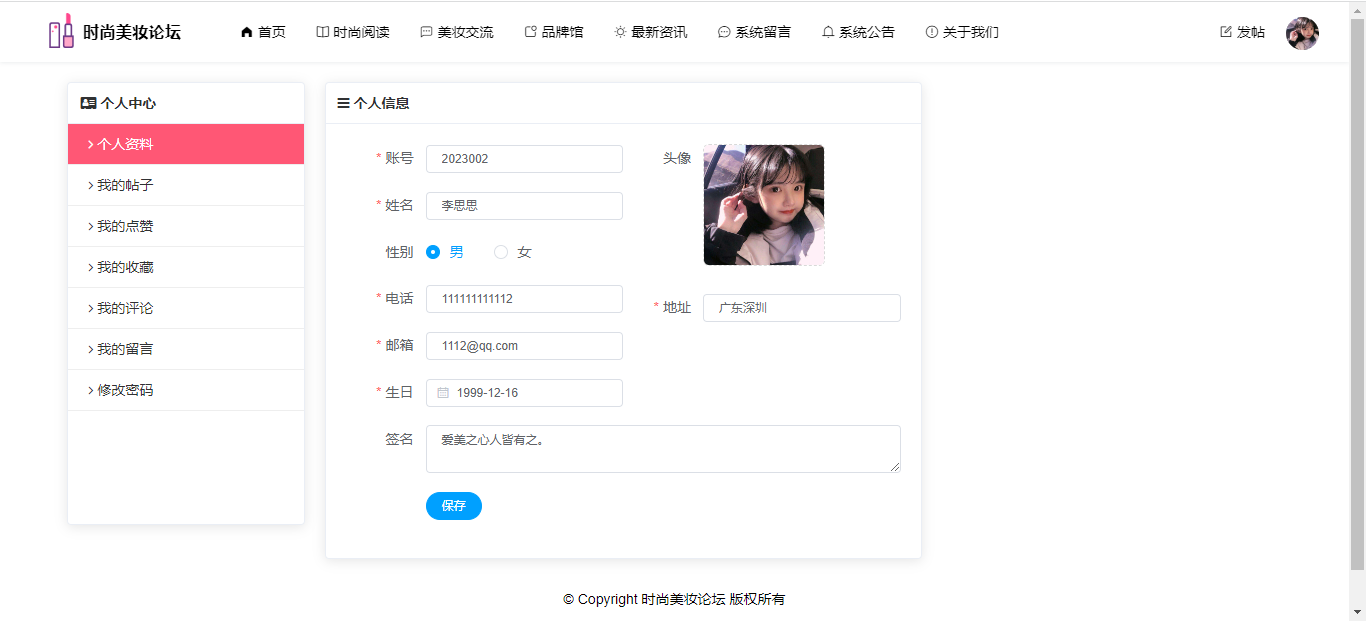 时尚美妆论坛 首页 时尚阅读 美妆交流 品牌馆 最新资讯 系统留言 系统公告 关于我们 发帖
个人中心
个人资料
我的帖子
我的点赞
我的收藏
我的评论
我的留言
修改密码
个人信息
* 账号 2023002
头像
* 姓名 李思思
性别 男 女
* 电话 111111111112
* 地址 广东深圳
* 邮箱 1112@qq.com
* 生日 1999-12-16
签名 爱美之心人皆有之。
保存
© Copyright 时尚美妆论坛 版权所有